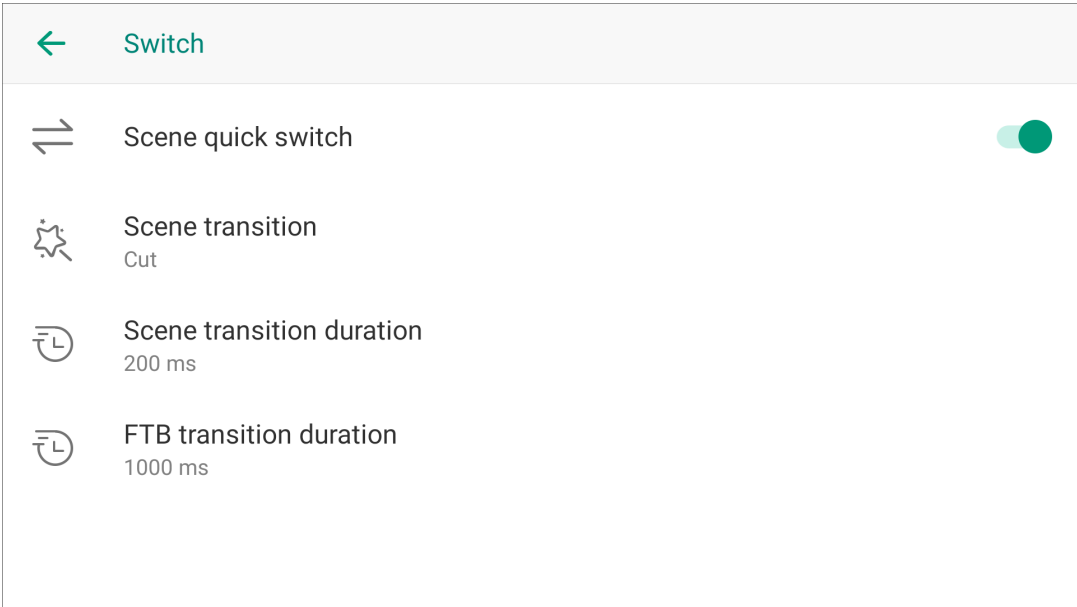 Switch
Scene quick switch
Scene transition
Cut
Scene transition duration
200 ms
FTB transition duration
1000 ms